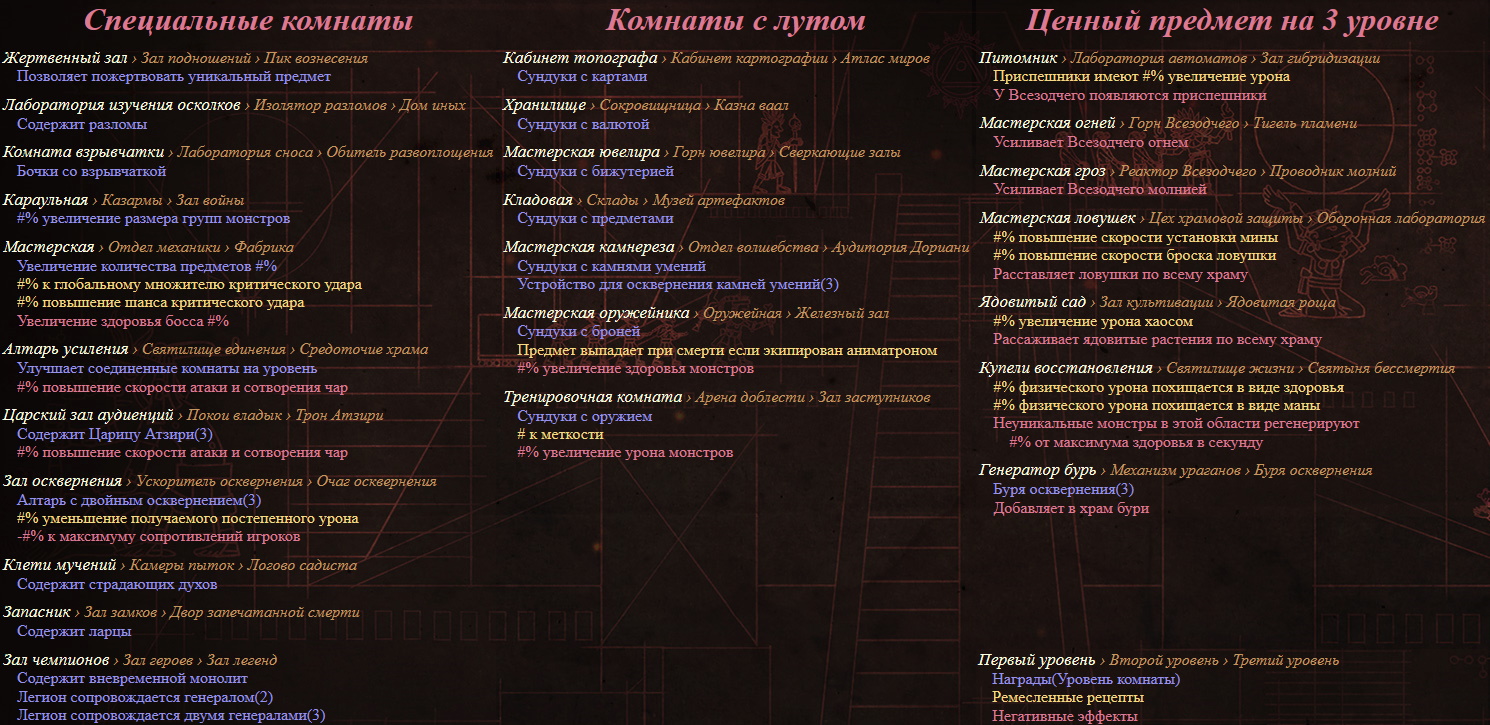 Специальные комнаты
Жертвенный зал › Зал подношений › Пик вознесения
Позволяет пожертвовать уникальный предмет
Лаборатория изучения осколков › Изолятор разломов › Дом иных
Содержит разломы
Комната взрывчатки › Лаборатория сноса › Обитель развоплощения
Бочки со взрывчаткой
Караульная › Казармы › Зал войны
#% увеличение размера групп монстров
Мастерская › Отдел механики › Фабрика
Увеличение количества предметов #%
#% к глобальному множителю критического удара
#% повышение шанса критического удара
Увеличение здоровья босса #%
Алтарь усиления › Святилище единения › Средоточие храма
Улучшает соединенные комнаты на уровень
#% повышение скорости атаки и сотворения чар
Царский зал аудиенций › Покои владык › Трон Атзири
Содержит Царицу Атзири(3)
#% повышение скорости атаки и сотворения чар
Зал осквернения › Ускоритель осквернения › Очаг осквернения
Алтарь с двойным осквернением(3)
#% уменьшение получаемого постепенного урона
-#% к максимуму сопротивлений игроков
Клети мучений › Камеры пыток › Логово садиста
Содержит страдающих духов
Запасник › Зал замков › Двор запечатанной смерти
Содержит ларцы
Зал чемпионов › Зал героев › Зал легенд
Содержит вневременной монолит
Легион сопровождается генералом(2)
Легион сопровождается двумя генералами(3)
Комнаты с лутом
Кабинет топографа › Кабинет картографии › Атлас миров
Сундуки с картами
Хранилище › Сокровищница › Казна ваал
Сундуки с валютой
Мастерская ювелира › Горн ювелира › Сверкающие залы
Сундуки с бижутерией
Кладовая › Склады › Музей артефактов
Сундуки с предметами
Мастерская камнереза › Отдел волшебства › Аудитория Дориани
Сундуки с камнями умений
Устройство для осквернения камней умений(3)
Мастерская оружейника › Оружейная › Железный зал
Сундуки с броней
Предмет выпадает при смерти если экипирован аниматроном
#% увеличение здоровья монстров
Тренировочная комната › Арена доблести › Зал заступников
Сундуки с оружием
# к меткости
#% увеличение урона монстров
Ценный предмет на 3 уровне
Питомник › Лаборатория автоматов › Зал гибридизации
Приспешники имеют #% увеличение урона
У Всезодчего появляются приспешники
Мастерская огней › Горн Всезодчего › Тигель пламени
Усиливает Всезодчего огнем
Мастерская гроз › Реактор Всезодчего › Проводник молний
Усиливает Всезодчего молнией
Мастерская ловушек › Цех храмовой защиты › Оборонная лаборатория
#% повышение скорости установки мины
#% повышение скорости броска ловушки
Расставляет ловушки по всему храму
Ядовитый сад › Зал культивации › Ядовитая роща
#% увеличение урона хаосом
Рассаживает ядовитые растения по всему храму
Купели восстановления › Святилище жизни › Святыня бессмертия
#% физического урона похищается в виде здоровья
#% физического урона похищается в виде маны
Неуникальные монстры в этой области регенерируют
#% от максимума здоровья в секунду
Генератор бурь › Механизм ураганов › Буря осквернения
Буря осквернения(3)
Добавляет в храм бури
Первый уровень › Второй уровень › Третий уровень
Награды(Уровень комнаты)
Ремесленные рецепты
Негативные эффекты